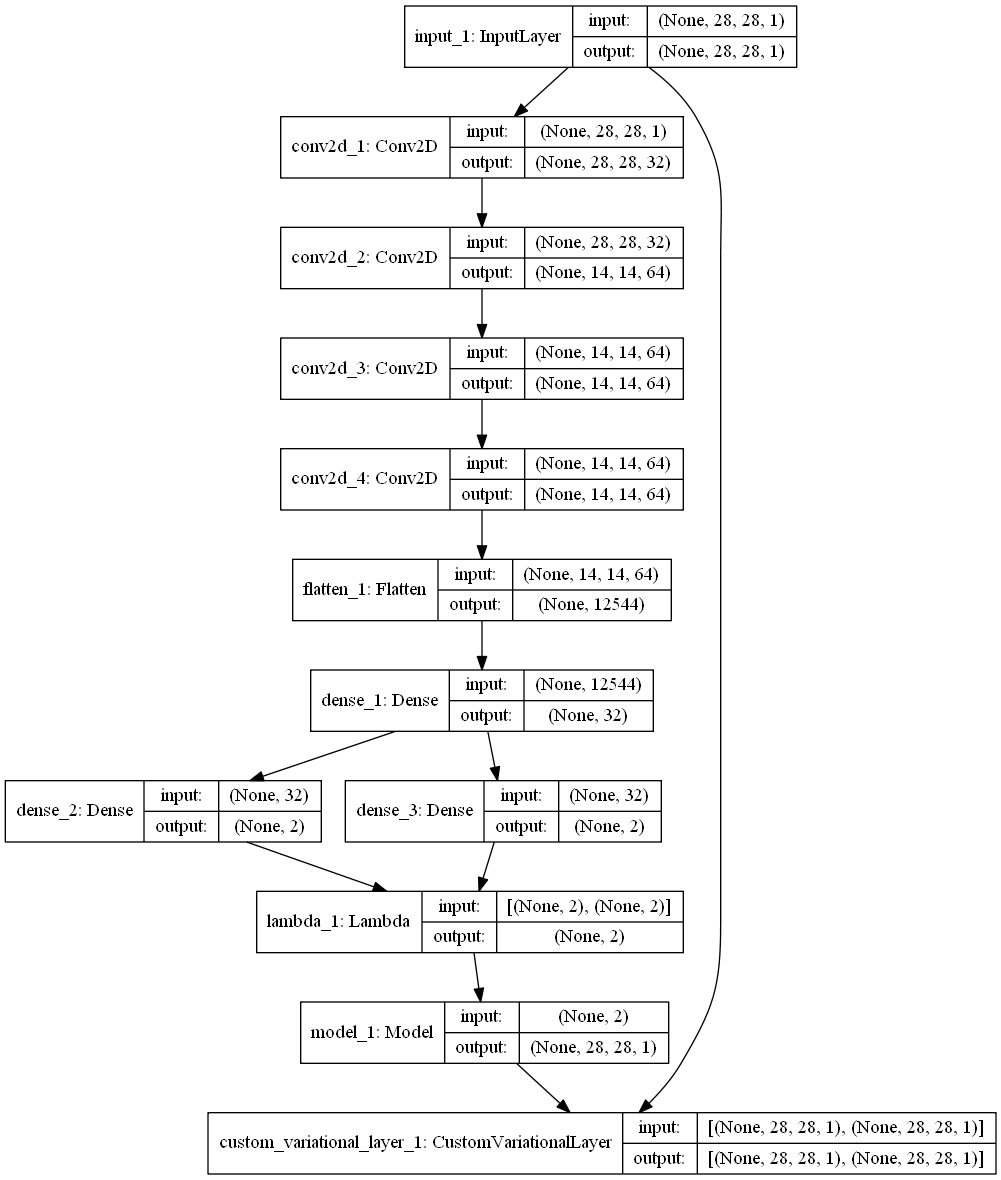 input_1: InputLayer
input: (None, 28, 28, 1)
output: (None, 28, 28, 1)
conv2d_1: Conv2D
input: (None, 28, 28, 1)
output: (None, 28, 28, 32)
conv2d_2: Conv2D
input: (None, 28, 28, 32)
output: (None, 14, 14, 64)
conv2d_3: Conv2D
input: (None, 14, 14, 64)
output: (None, 14, 14, 64)
conv2d_4: Conv2D
input: (None, 14, 14, 64)
output: (None, 14, 14, 64)
flatten_1: Flatten
input: (None, 14, 14, 64)
output: (None, 12544)
dense_1: Dense
input: (None, 12544)
output: (None, 32)
dense_2: Dense
input: (None, 32)
output: (None, 2)
dense_3: Dense
input: (None, 32)
output: (None, 2)
lambda_1: Lambda
input: [(None, 2), (None, 2)]
output: (None, 2)
model_1: Model
input: (None, 2)
output: (None, 28, 28, 1)
custom_variational_layer_1: CustomVariationalLayer
input: [(None, 28, 28, 1), (None, 28, 28, 1)]
output: [(None, 28, 28, 1), (None, 28, 28, 1)]